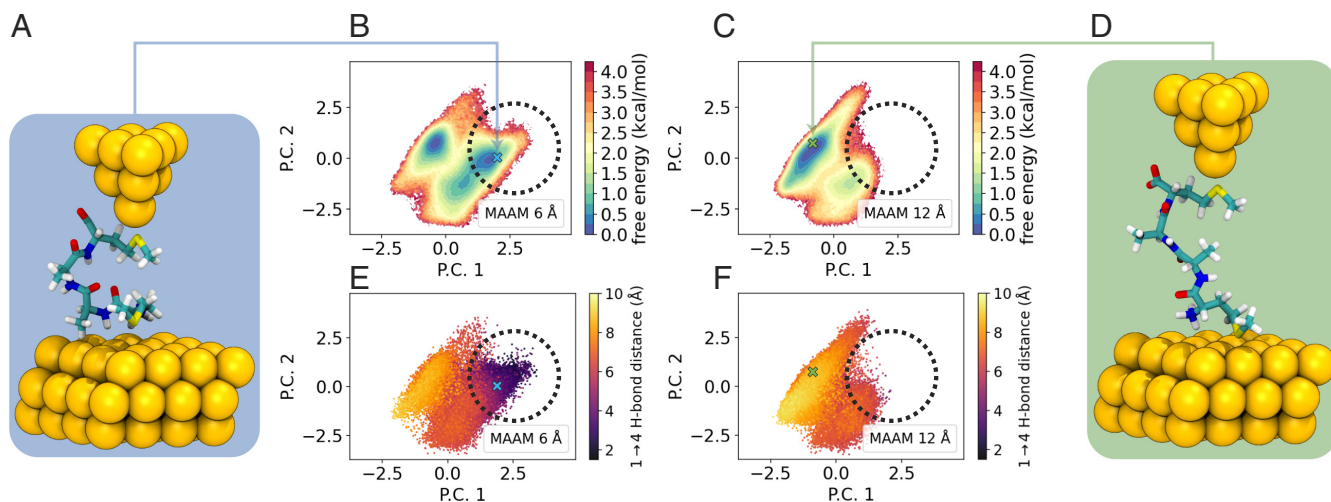 A
B
C
D
P.C. 2
2.5
0.0
−2.5
−2.5
0.0
2.5
P.C. 1
MAAM 6 Å
4.0
3.5
3.0
2.5
2.0
1.5
1.0
0.5
0.0
free energy (kcal/mol)
P.C. 2
2.5
0.0
−2.5
−2.5
0.0
2.5
P.C. 1
MAAM 12 Å
4.0
3.5
3.0
2.5
2.0
1.5
1.0
0.5
0.0
free energy (kcal/mol)
E
F
P.C. 2
2.5
0.0
−2.5
−2.5
0.0
2.5
P.C. 1
MAAM 6 Å
10
8
6
4
2
1→4 H-bond distance (Å)
P.C. 2
2.5
0.0
−2.5
−2.5
0.0
2.5
P.C. 1
MAAM 12 Å
10
8
6
4
2
1→4 H-bond distance (Å)